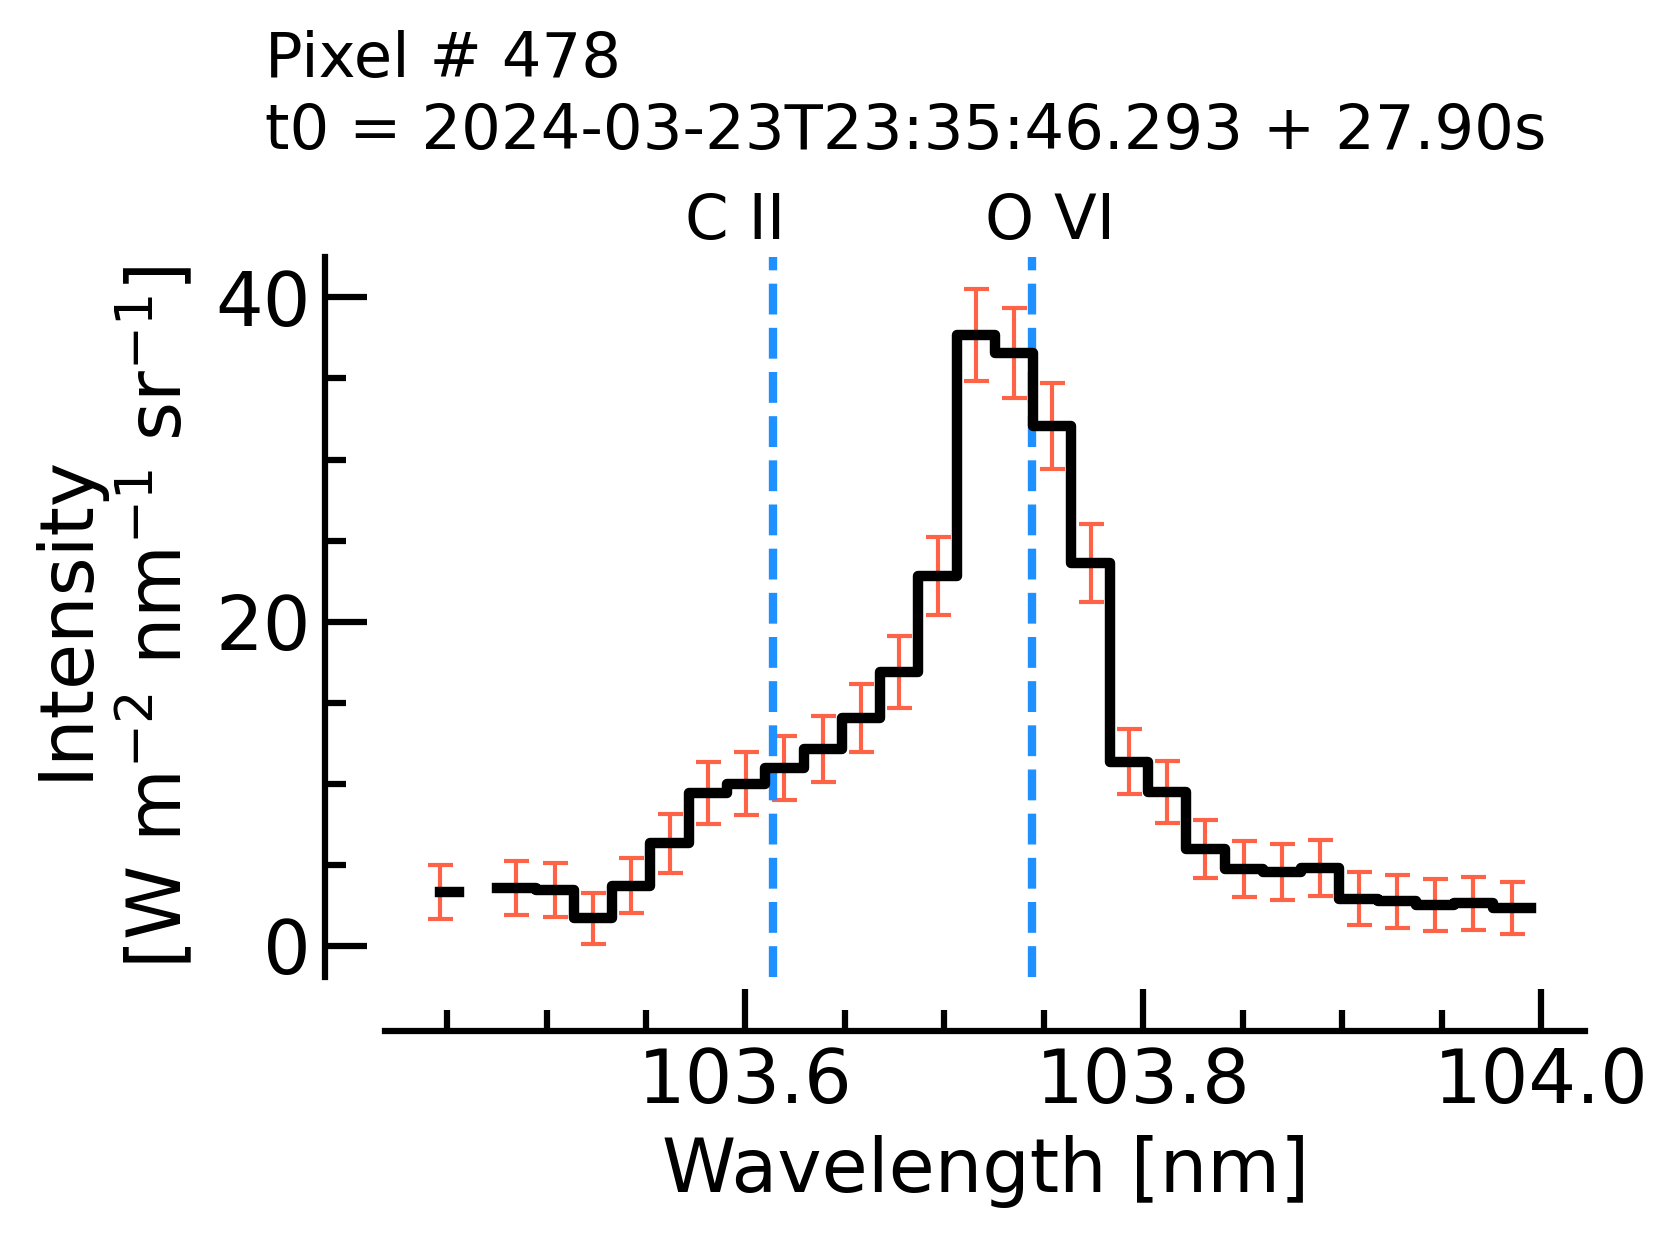 Pixel # 478
t0 = 2024-03-23T23:35:46.293 + 27.90s
C II O VI
Intensity
[W m⁻² nm⁻¹ sr⁻¹]
40
20
0
103.6 103.8 104.0
Wavelength [nm]